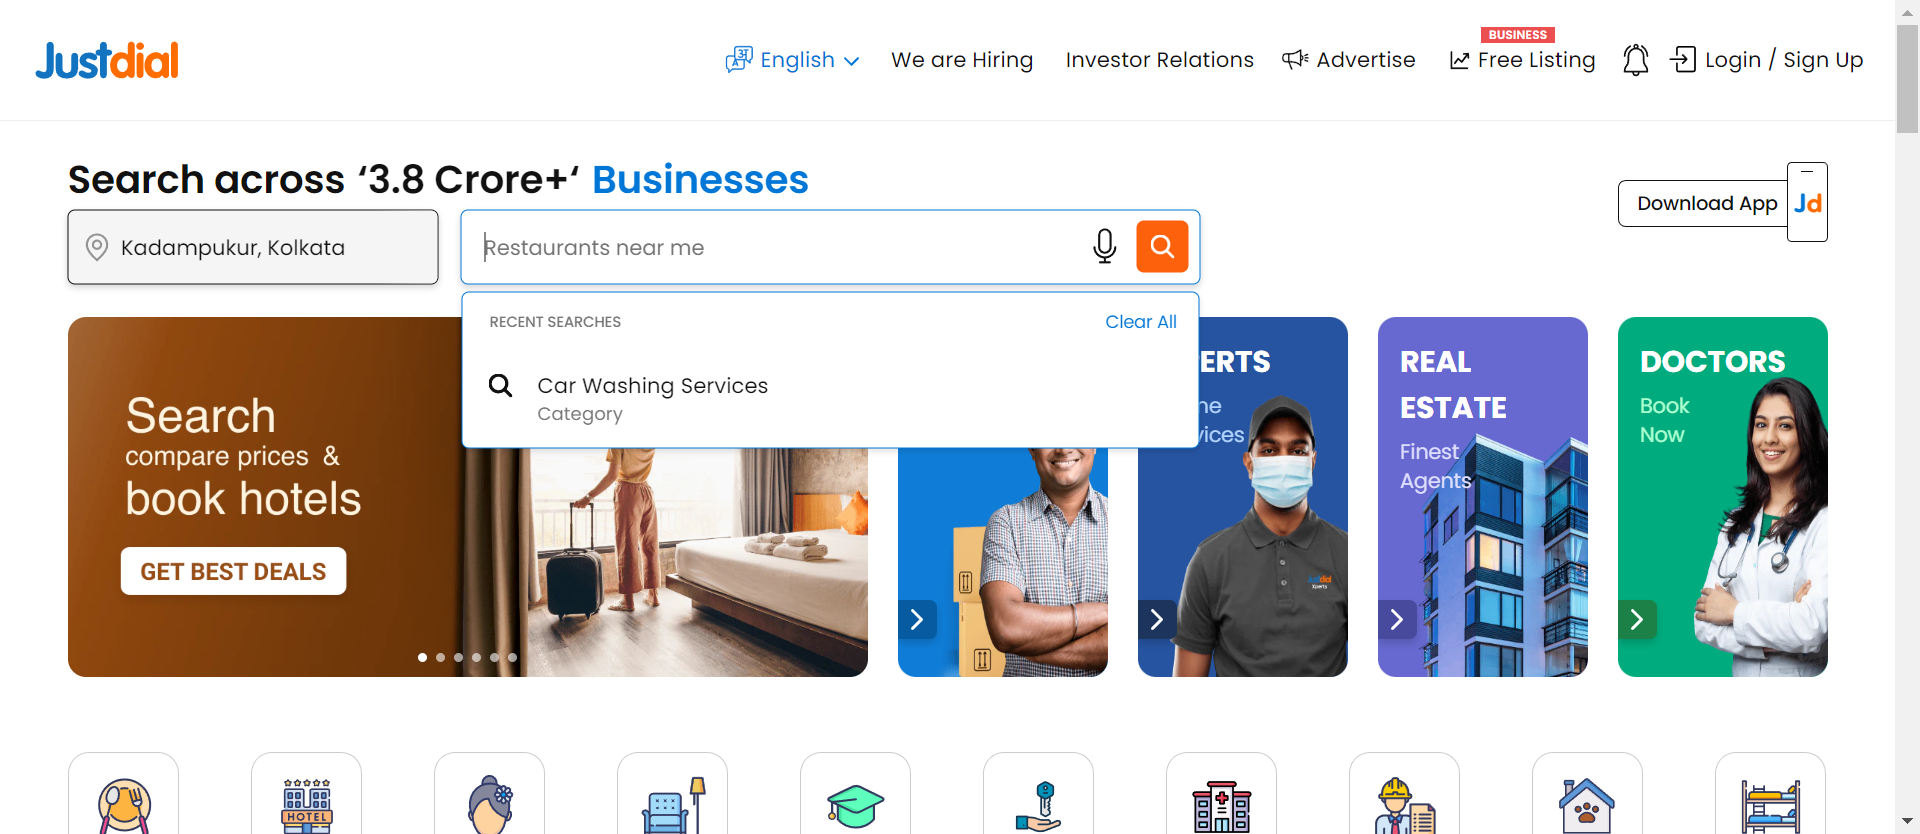 Justdial
English
We are Hiring
Investor Relations
Advertise
BUSINESS
Free Listing
Login / Sign Up
Search across ‘3.8 Crore+‘ Businesses
Kadampukur, Kolkata
Restaurants near me
Download App
Jd
RECENT SEARCHES
Clear All
Car Washing Services
Category
Search
compare prices &
book hotels
GET BEST DEALS
ERTS
ne
vices
Justdial
Xperts
REAL
ESTATE
Finest
Agents
DOCTORS
Book
Now
HOTEL